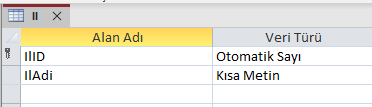 Il
Alan Adı Veri Türü
IlID Otomatik Sayı
IlAdi Kısa Metin